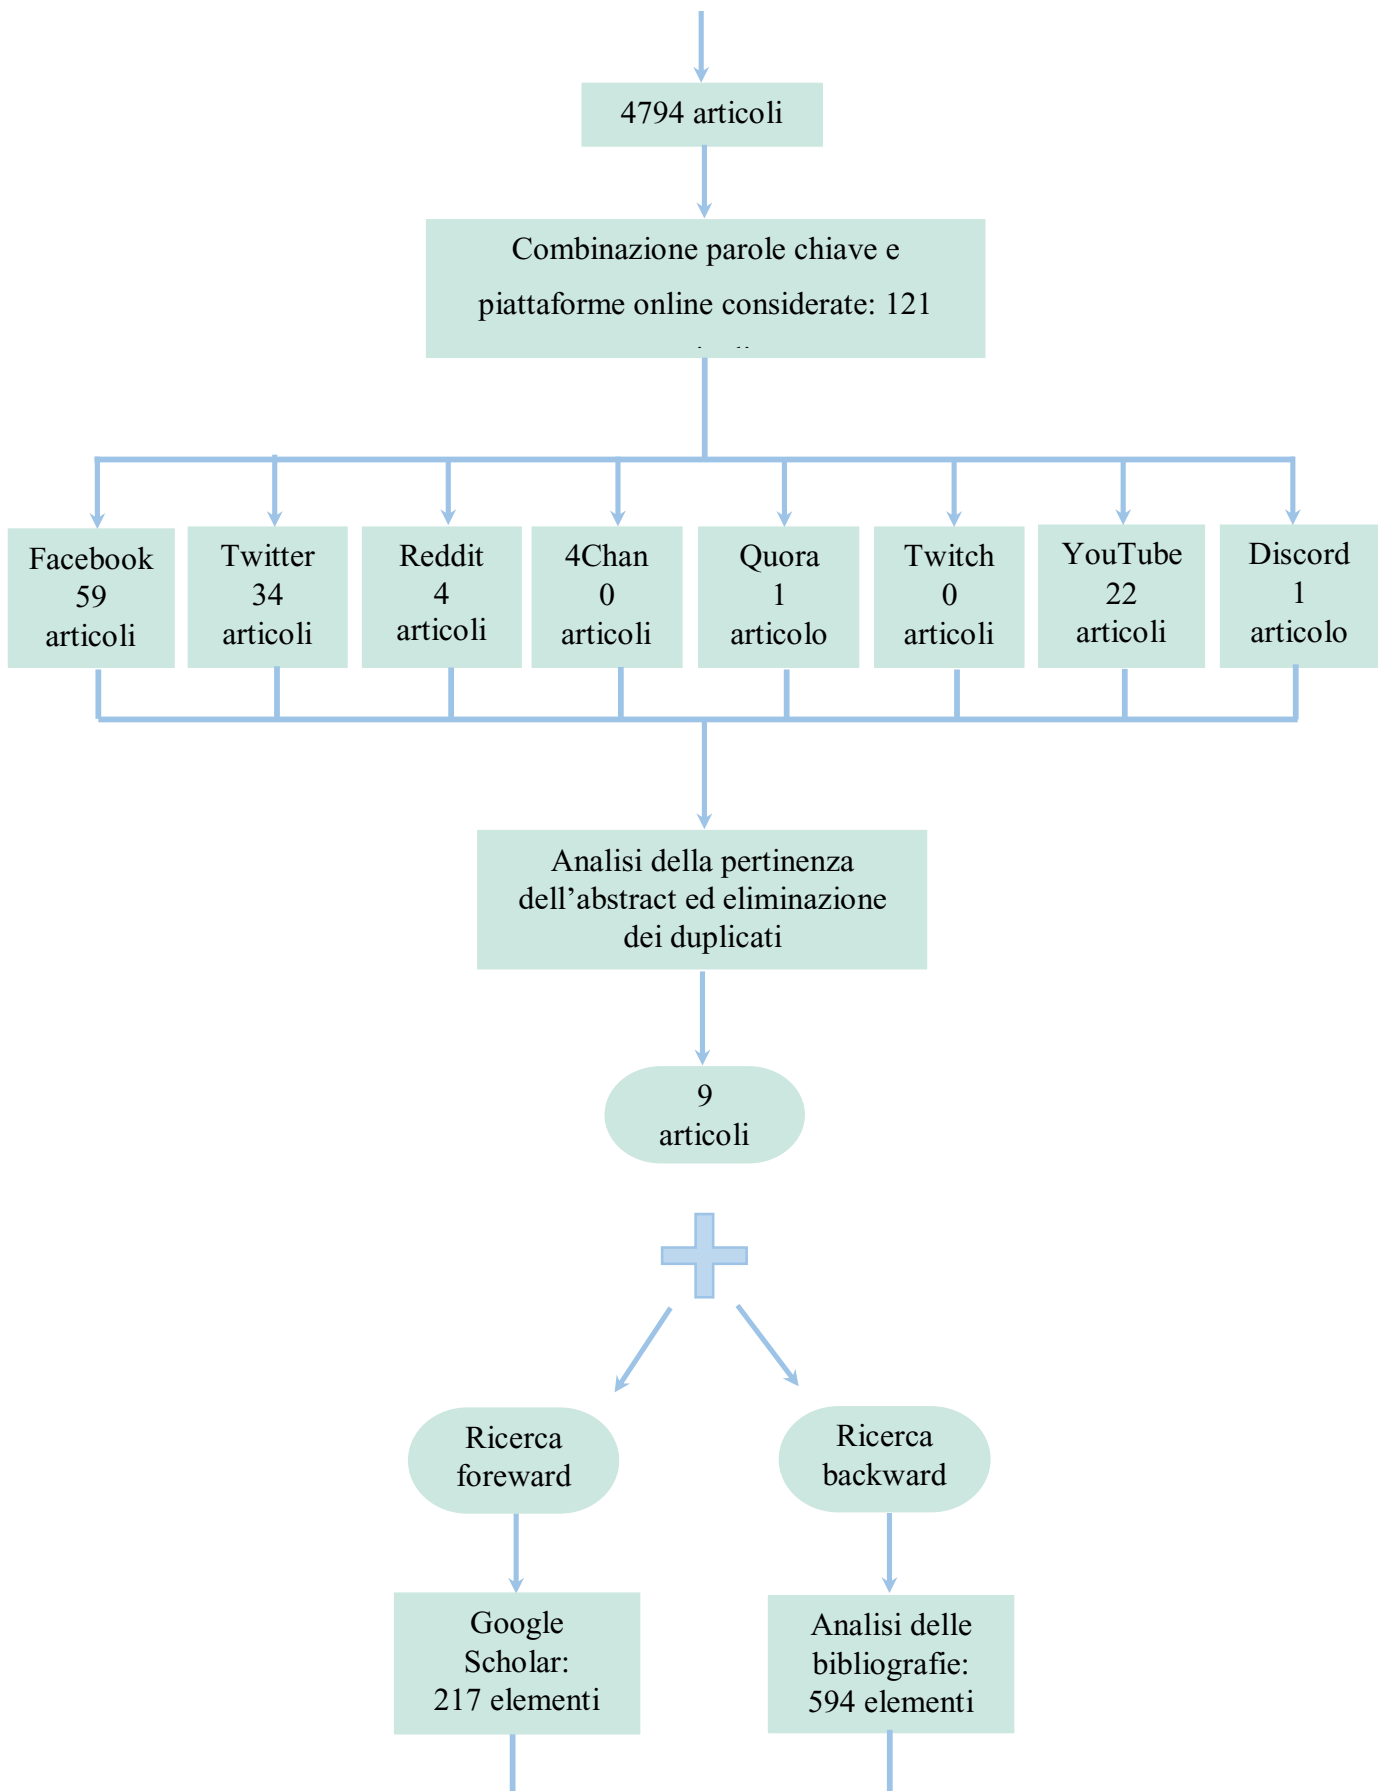 4794 articoli
Combinazione parole chiave e
piattaforme online considerate: 121
Facebook
59
articoli
Twitter
34
articoli
Reddit
4
articoli
4Chan
0
articoli
Quora
1
articolo
Twitch
0
articoli
YouTube
22
articoli
Discord
1
articolo
Analisi della pertinenza
dell’abstract ed eliminazione
dei duplicati
9
articoli
Ricerca
foreward
Ricerca
backward
Google
Scholar:
217 elementi
Analisi delle
bibliografie:
594 elementi